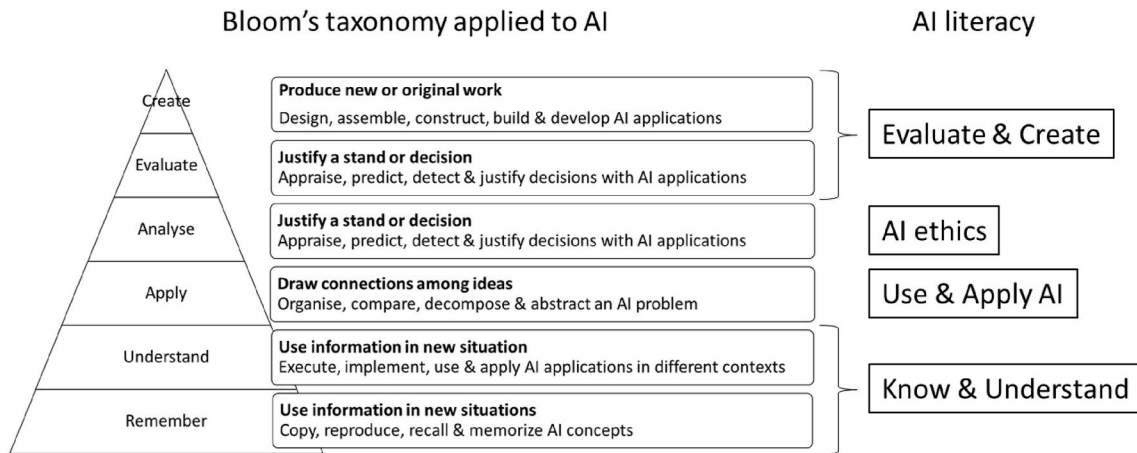 Bloom’s taxonomy applied to AI
AI literacy
Create
Produce new or original work
Design, assemble, construct, build & develop AI applications
Evaluate & Create
Evaluate
Justify a stand or decision
Appraise, predict, detect & justify decisions with AI applications
Analyse
Justify a stand or decision
Appraise, predict, detect & justify decisions with AI applications
AI ethics
Apply
Draw connections among ideas
Organise, compare, decompose & abstract an AI problem
Use & Apply AI
Understand
Use information in new situation
Execute, implement, use & apply AI applications in different contexts
Know & Understand
Remember
Use information in new situations
Copy, reproduce, recall & memorize AI concepts